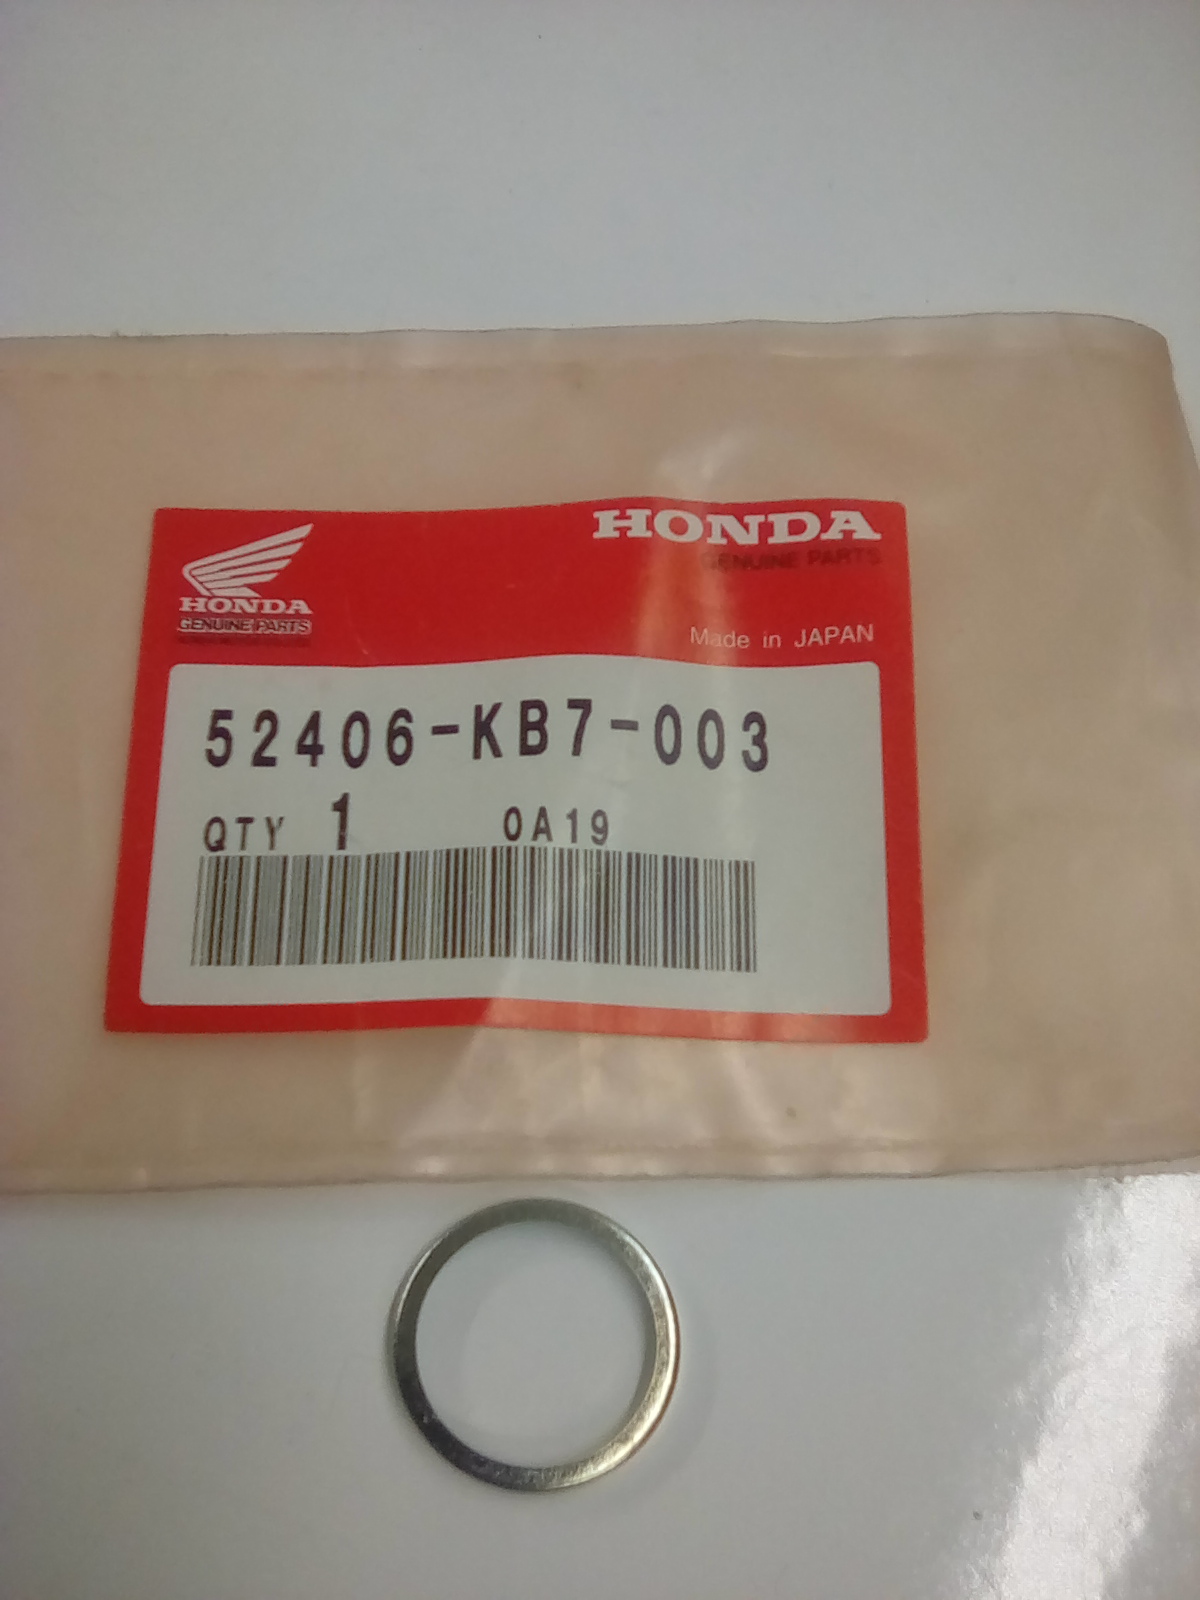 HONDA
GENUINE PARTS
HONDA
GENUINE PARTS
Made in JAPAN
52406-KB7-003
QTY 1 0A19